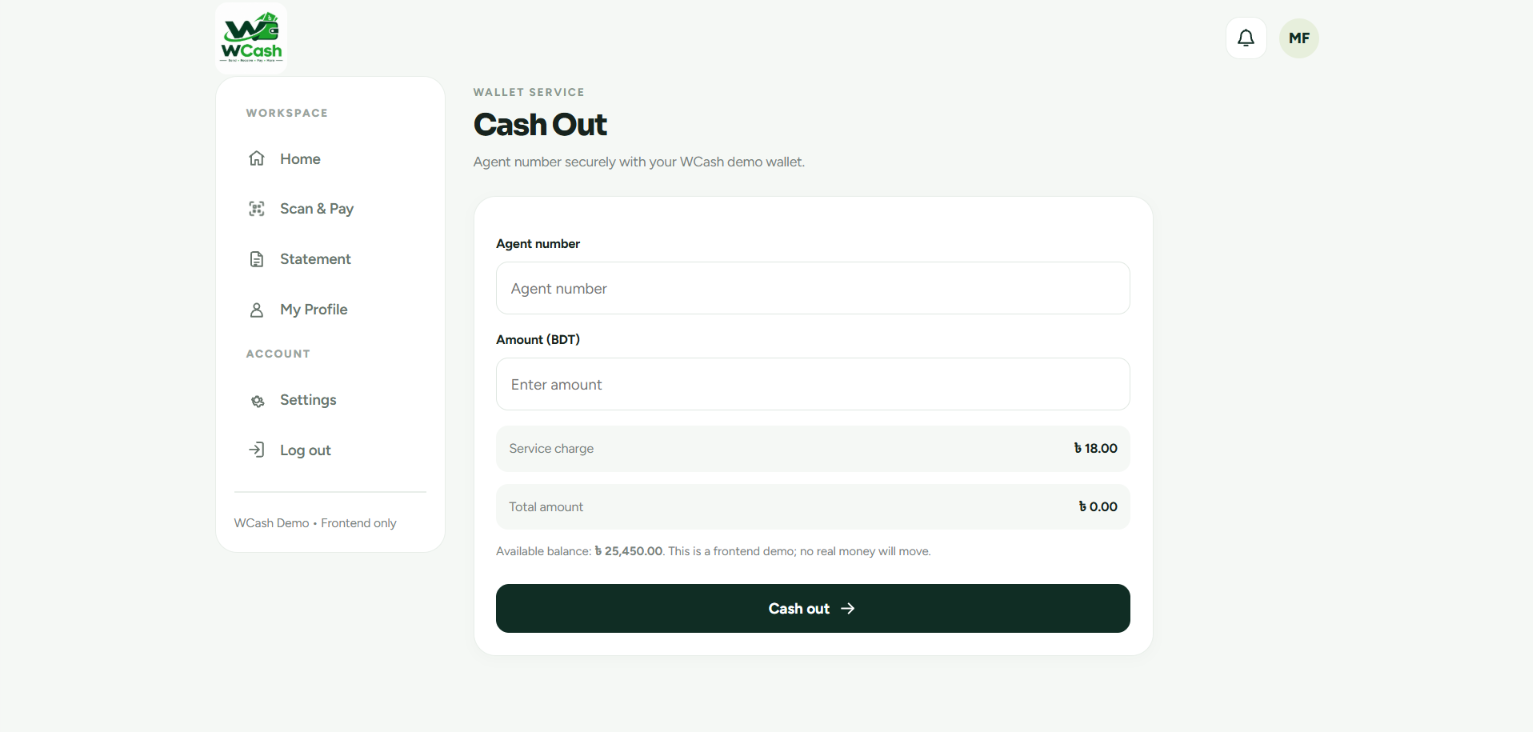 WCash
MF
WORKSPACE
Home
Scan & Pay
Statement
My Profile
ACCOUNT
Settings
Log out
WCash Demo • Frontend only
WALLET SERVICE
Cash Out
Agent number securely with your WCash demo wallet.
Agent number
Agent number
Amount (BDT)
Enter amount
Service charge ৳ 18.00
Total amount ৳ 0.00
Available balance: ৳ 25,450.00. This is a frontend demo; no real money will move.
Cash out →